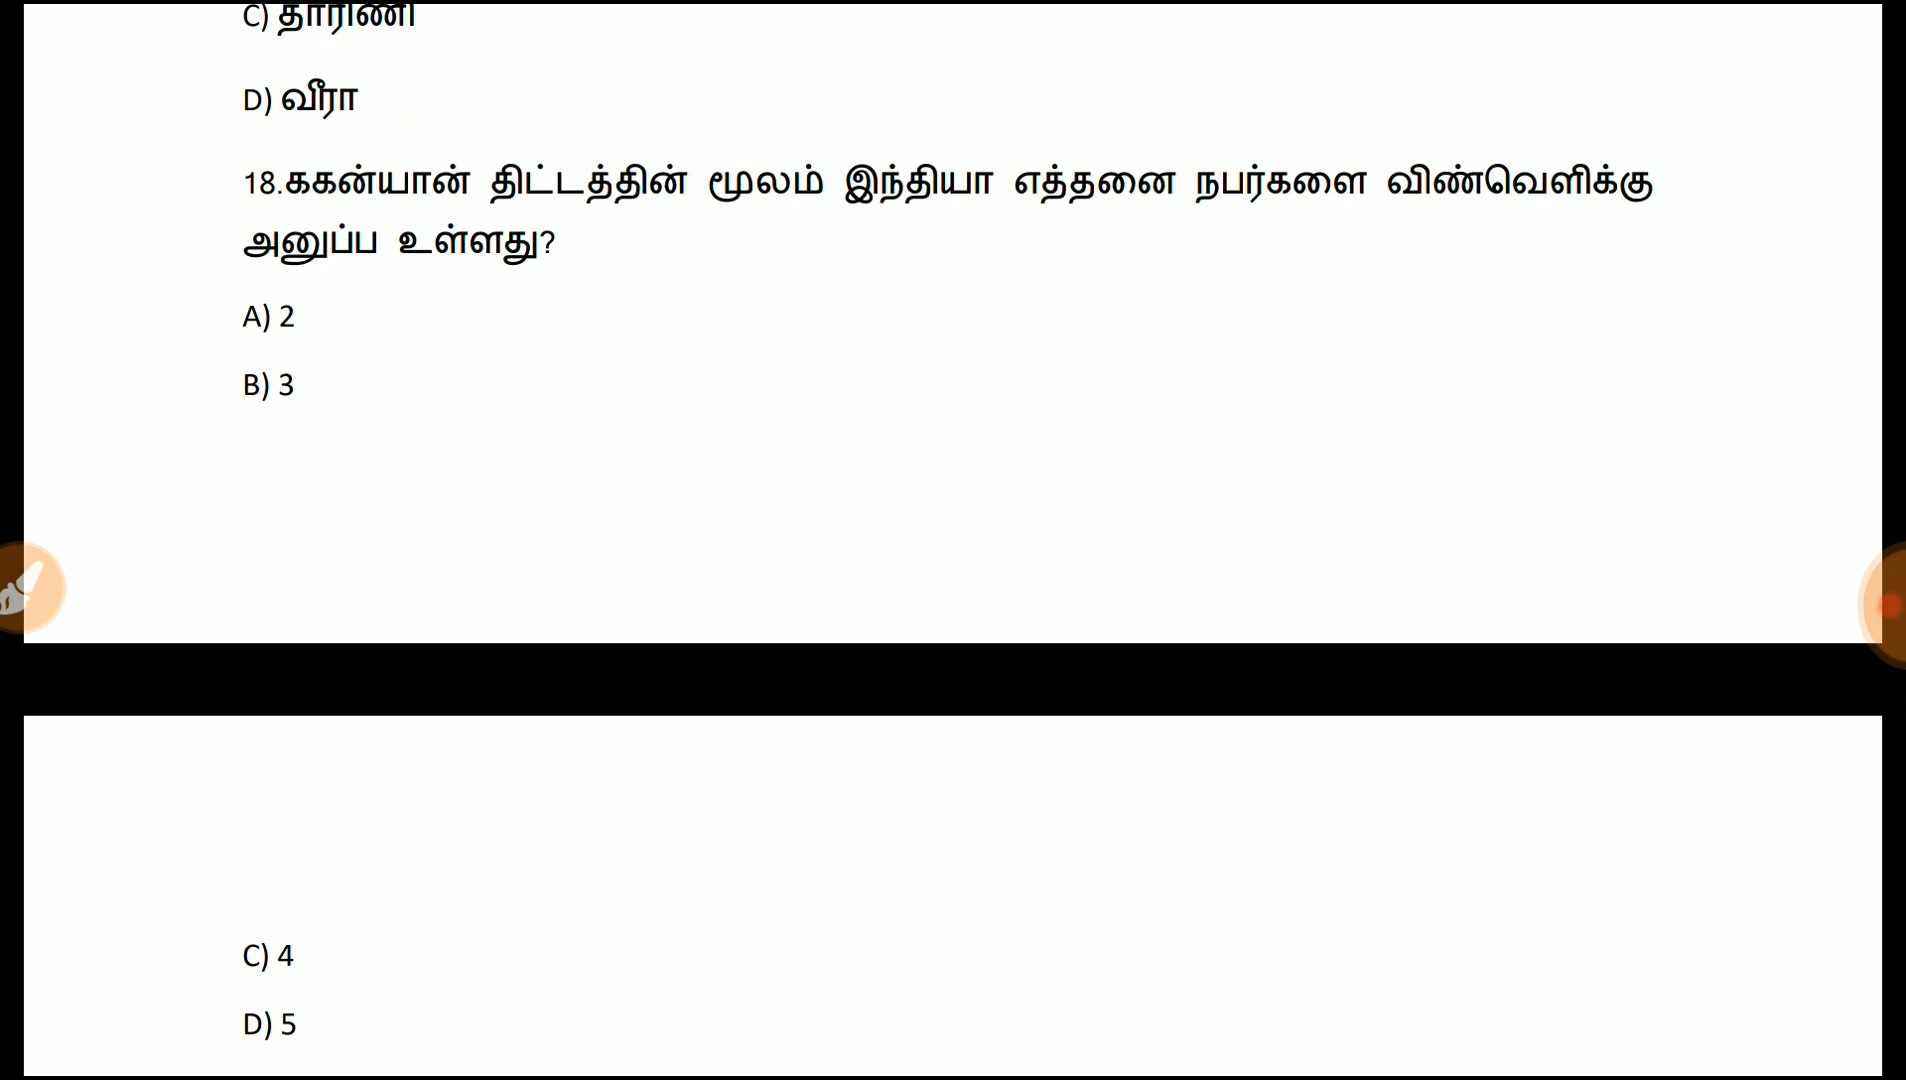 C) தாரிணி
D) வீரா
18.ககன்யான் திட்டத்தின் மூலம் இந்தியா எத்தனை நபர்களை விண்வெளிக்கு
அனுப்ப உள்ளது?
A) 2
B) 3
C) 4
D) 5